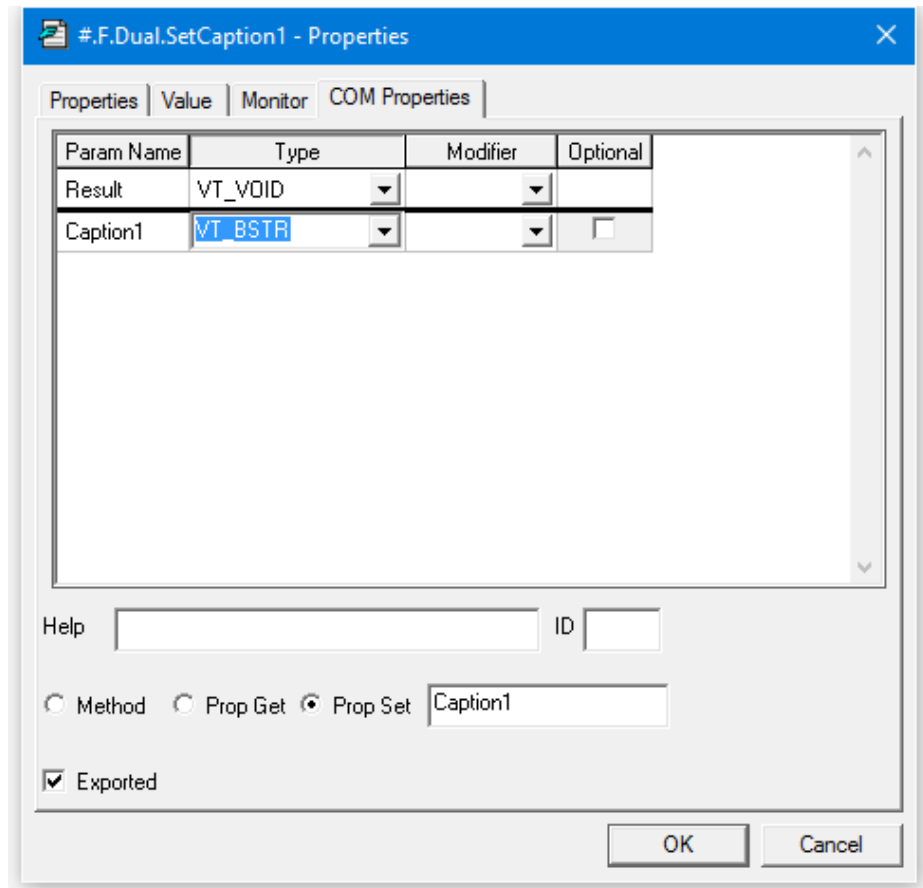 #.F.Dual.SetCaption1 - Properties
Properties Value Monitor COM Properties
Param Name Type Modifier Optional
Result VT_VOID
Caption1 VT_BSTR
Help ID
Method Prop Get Prop Set Caption1
Exported
OK Cancel